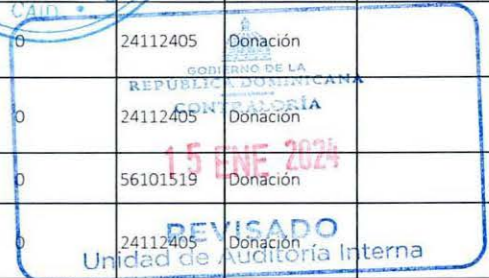 CAID •
0 24112405 Donación
GOBIERNO DE LA
REPÚBLICA DOMINICANA
CONTRALORÍA
0 24112405 Donación
15 ENE 2024
0 56101519 Donación
REVISADO
0 24112405 Donación
Unidad de Auditoría Interna